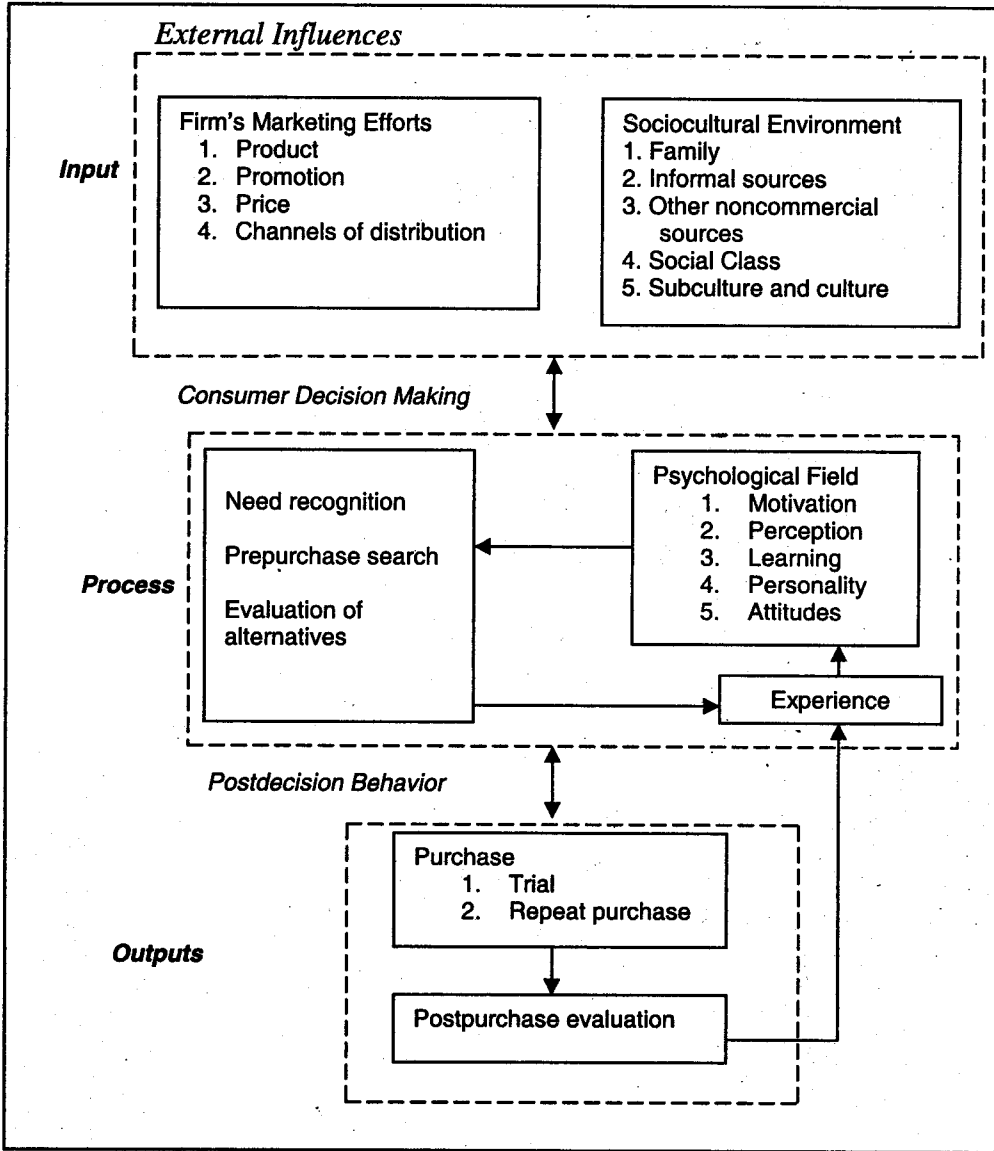 External Influences
Input
Firm's Marketing Efforts
1. Product
2. Promotion
3. Price
4. Channels of distribution
Sociocultural Environment
1. Family
2. Informal sources
3. Other noncommercial
sources
4. Social Class
5. Subculture and culture
Consumer Decision Making
Process
Need recognition
Prepurchase search
Evaluation of
alternatives
Psychological Field
1. Motivation
2. Perception
3. Learning
4. Personality
5. Attitudes
Experience
Postdecision Behavior
Outputs
Purchase
1. Trial
2. Repeat purchase
Postpurchase evaluation